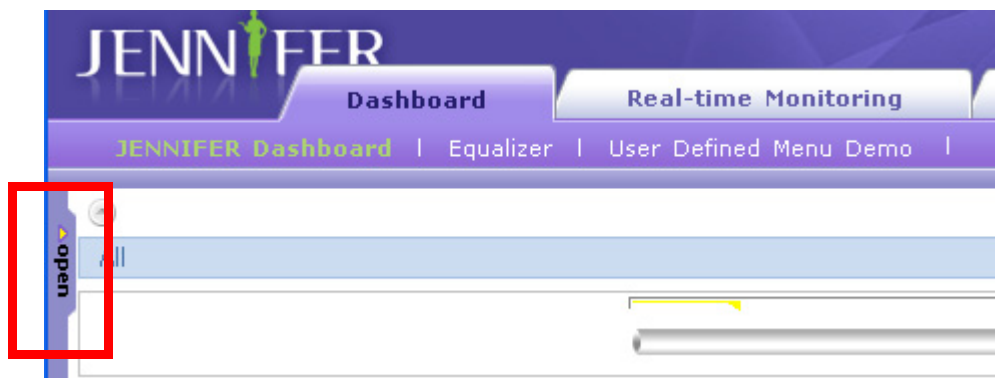 JENNIFER
Dashboard Real-time Monitoring
JENNIFER Dashboard | Equalizer | User Defined Menu Demo |
open
All